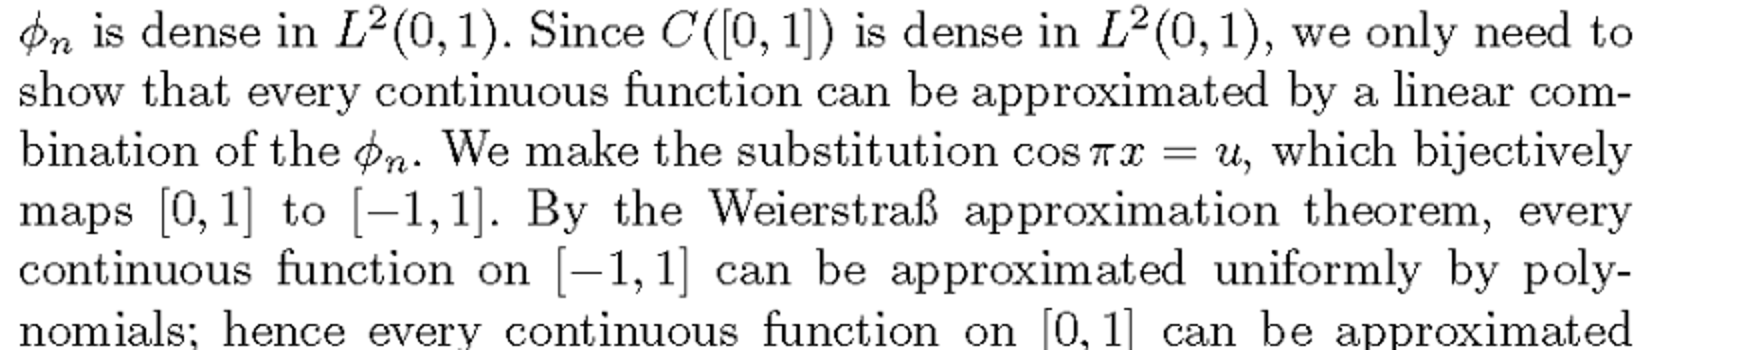 ϕn is dense in L²(0, 1). Since C([0, 1]) is dense in L²(0, 1), we only need to
show that every continuous function can be approximated by a linear com-
bination of the ϕn. We make the substitution cos πx = u, which bijectively
maps [0, 1] to [−1, 1]. By the Weierstraß approximation theorem, every
continuous function on [−1, 1] can be approximated uniformly by poly-
nomials; hence every continuous function on [0, 1] can be approximated